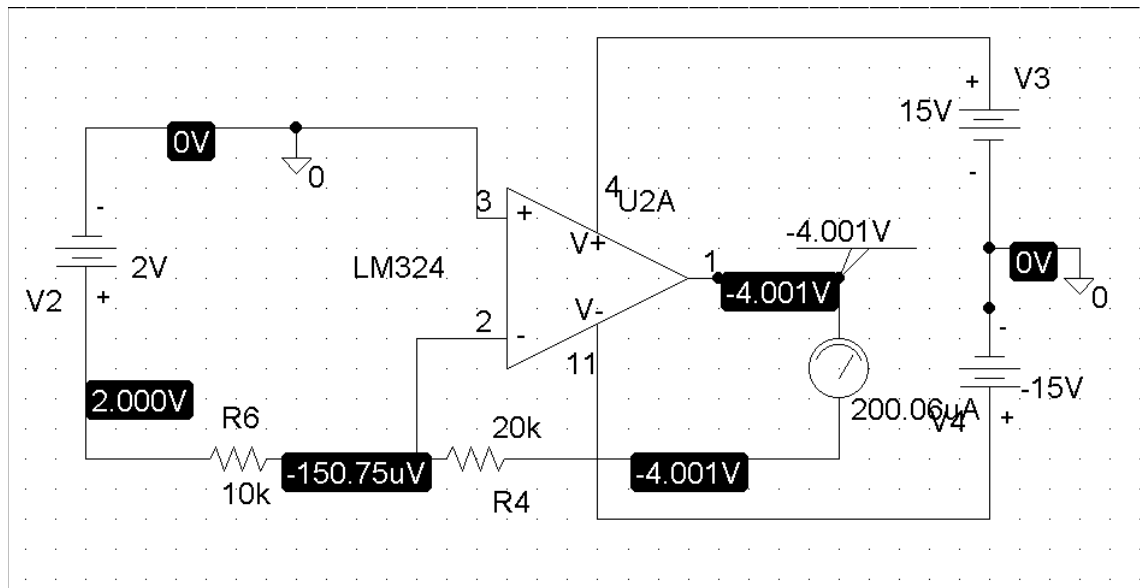 +
V3
15V
-
0V
0
4
U2A
3
+
V+
-
2V
V2
+
LM324
1
-4.001V
-4.001V
0V
0
2
-
V-
11
-
-15V
+
200.06uA
V4
2.000V
R6
10k
-150.75uV
20k
R4
-4.001V